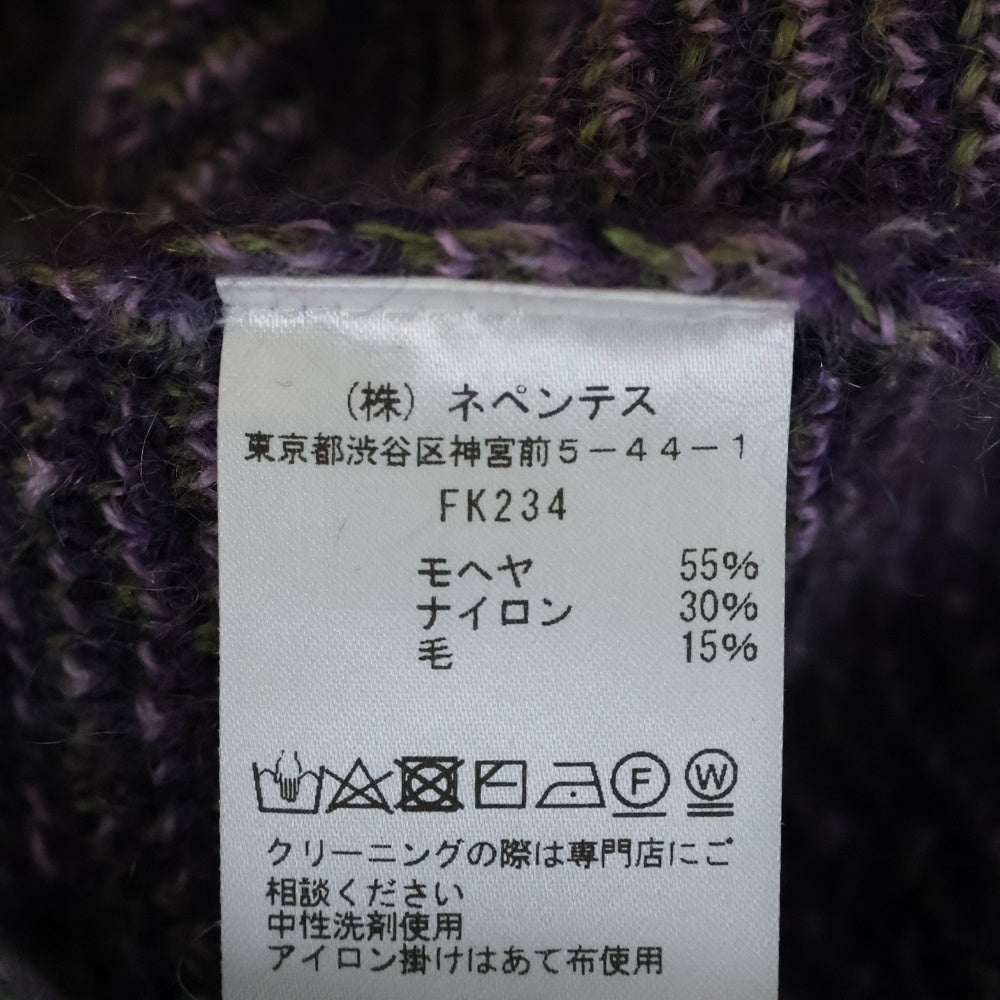 (株) ネペンテス
東京都渋谷区神宮前5-44-1
FK234
モヘヤ 55%
ナイロン 30%
毛 15%
F W
クリーニングの際は専門店にご
相談ください
中性洗剤使用
アイロン掛けはあて布使用